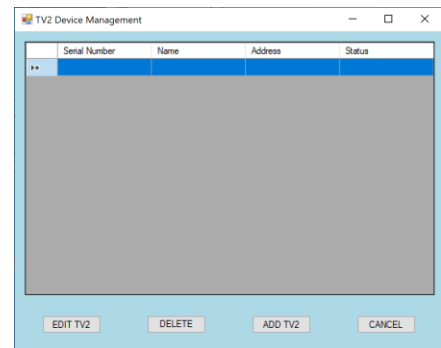 TV2 Device Management
Serial Number Name Address Status
EDIT TV2 DELETE ADD TV2 CANCEL